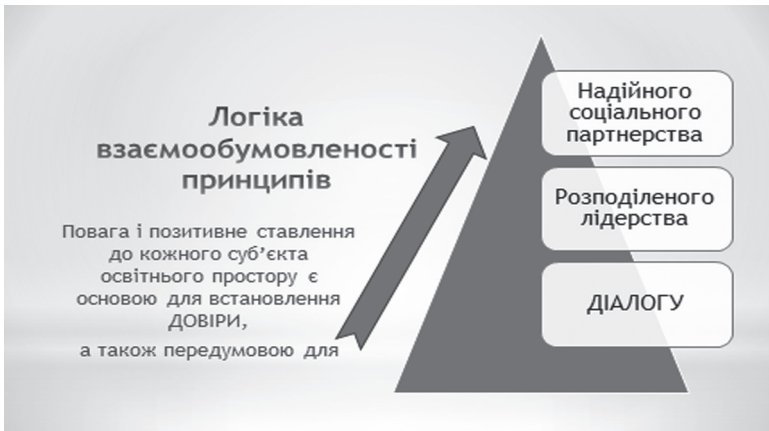 Логіка
взаємообумовленості
принципів
Повага і позитивне ставлення
до кожного суб’єкта
освітнього простору є
основою для встановлення
ДОВІРИ,
а також передумовою для
Надійного
соціального
партнерства
Розподіленого
лідерства
ДІАЛОГУ